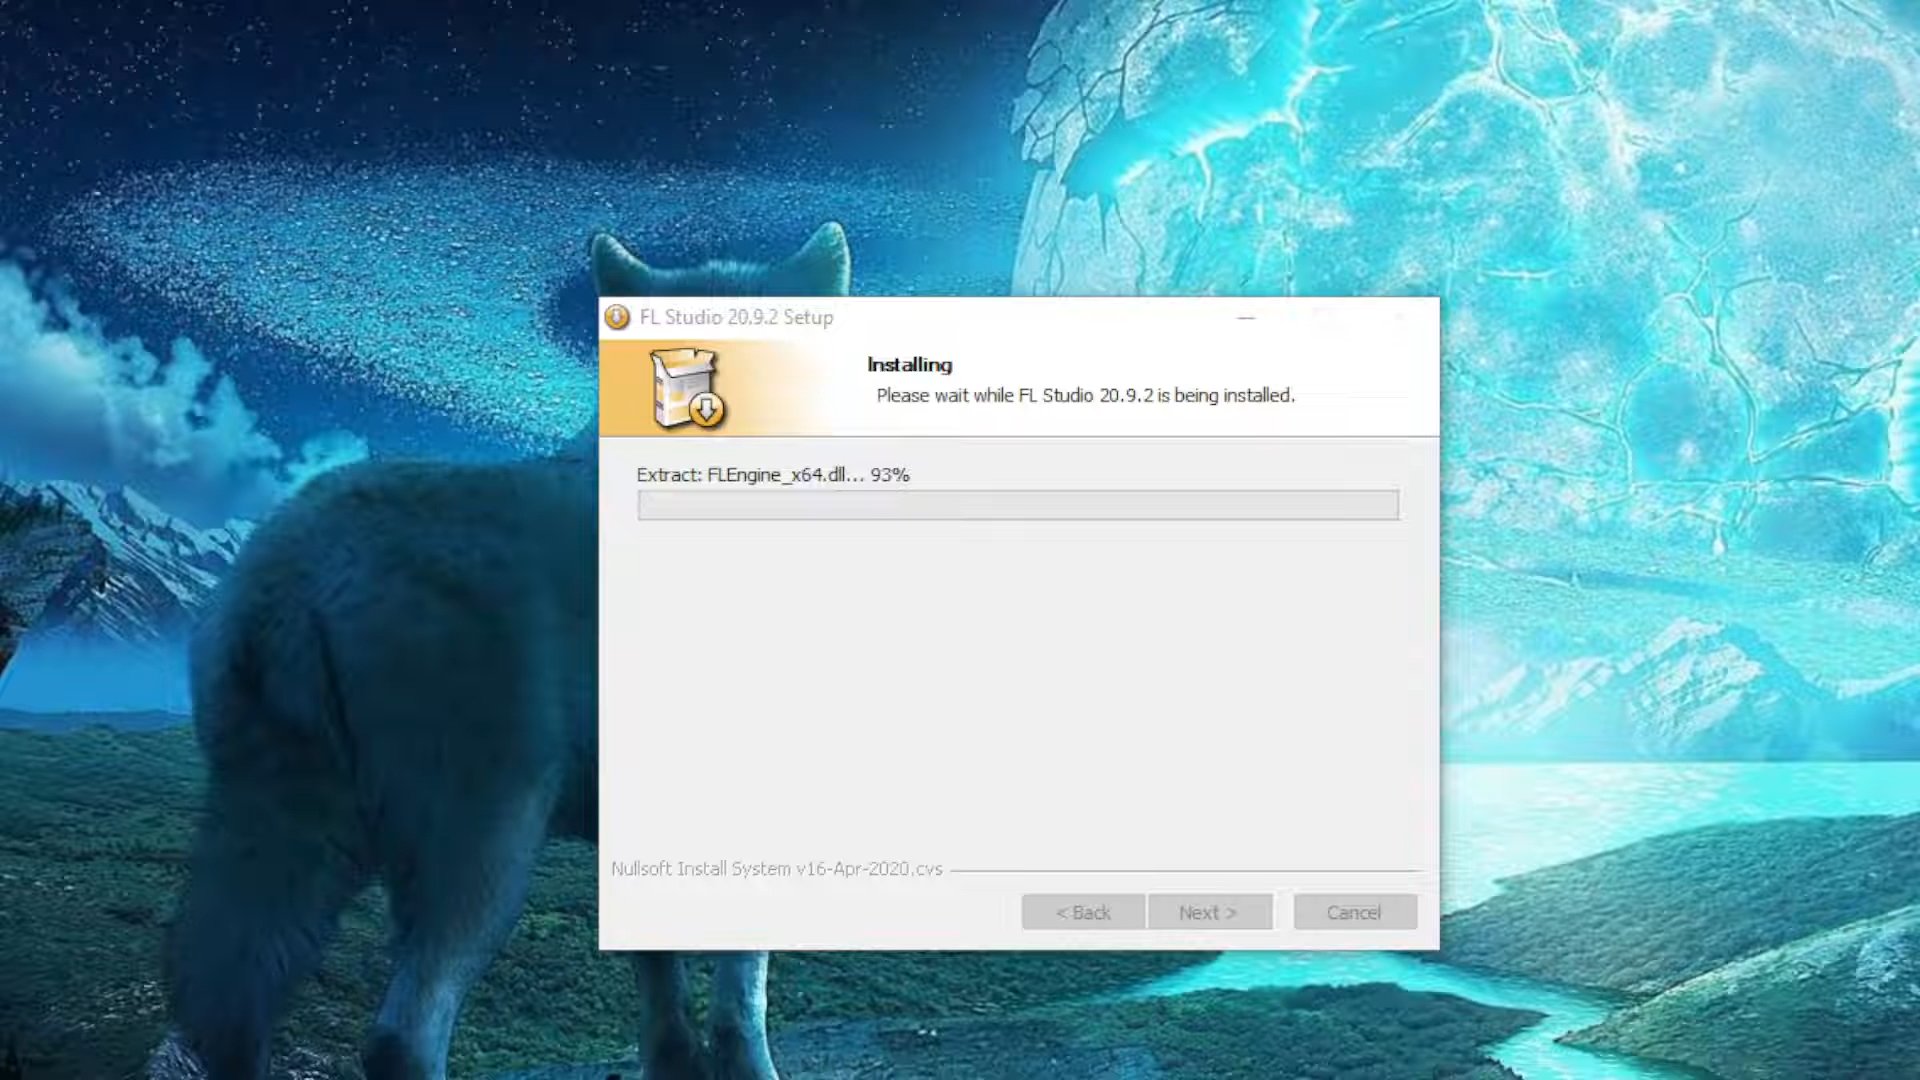 FL Studio 20.9.2 Setup
Installing
Please wait while FL Studio 20.9.2 is being installed.
Extract: FLEngine_x64.dll... 93%
Nullsoft Install System v16-Apr-2020.cvs
< Back
Next >
Cancel